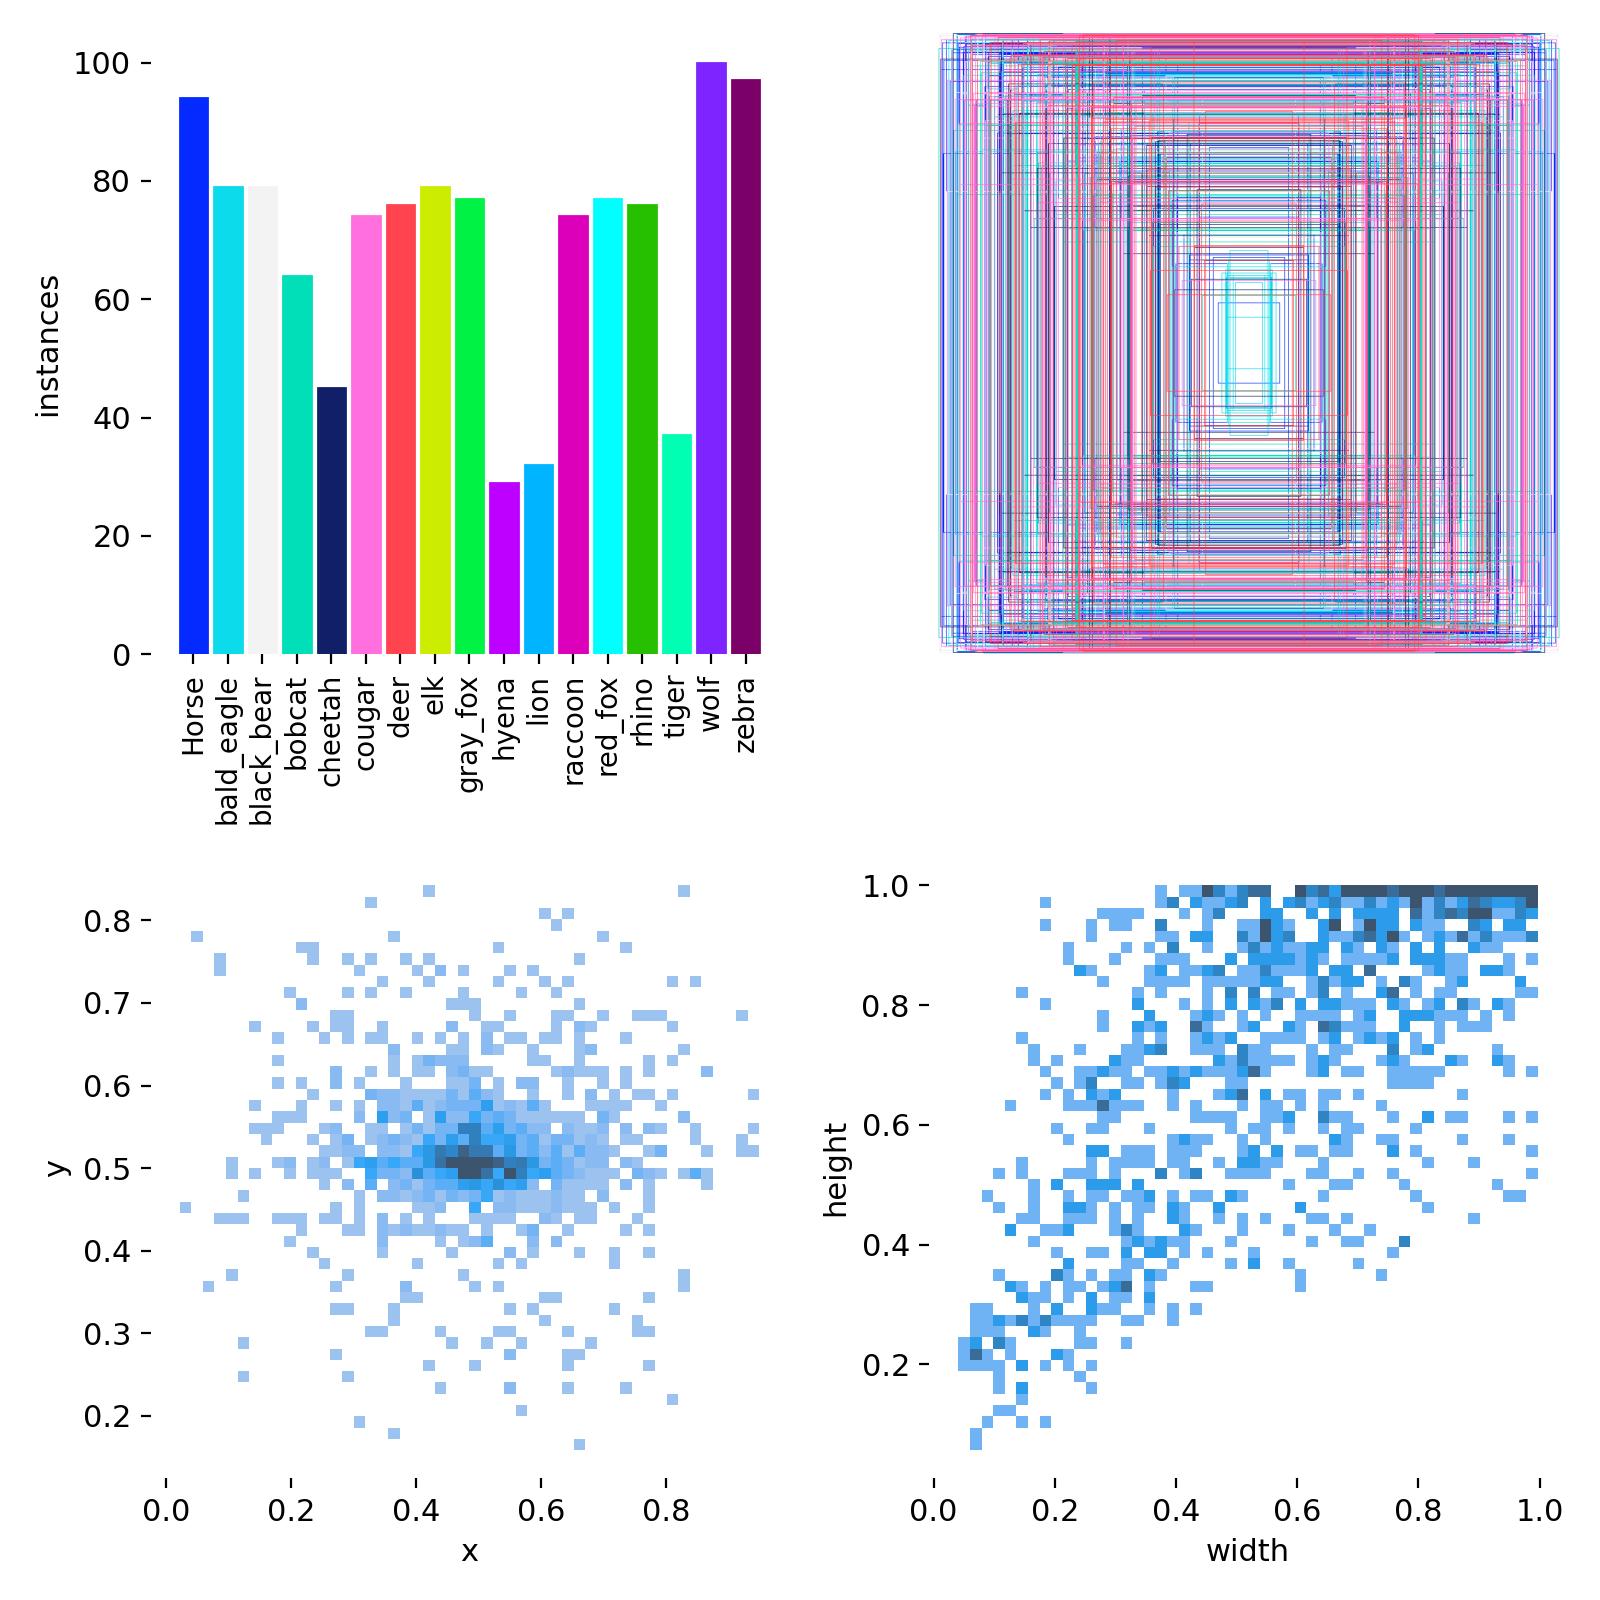 100
80
60
40
20
0
instances
Horse
bald_eagle
black_bear
bobcat
cheetah
cougar
deer
elk
gray_fox
hyena
lion
raccoon
red_fox
rhino
tiger
wolf
zebra
0.8
0.7
0.6
0.5
0.4
0.3
0.2
y
0.0 0.2 0.4 0.6 0.8
x
1.0
0.8
0.6
0.4
0.2
height
0.0 0.2 0.4 0.6 0.8 1.0
width